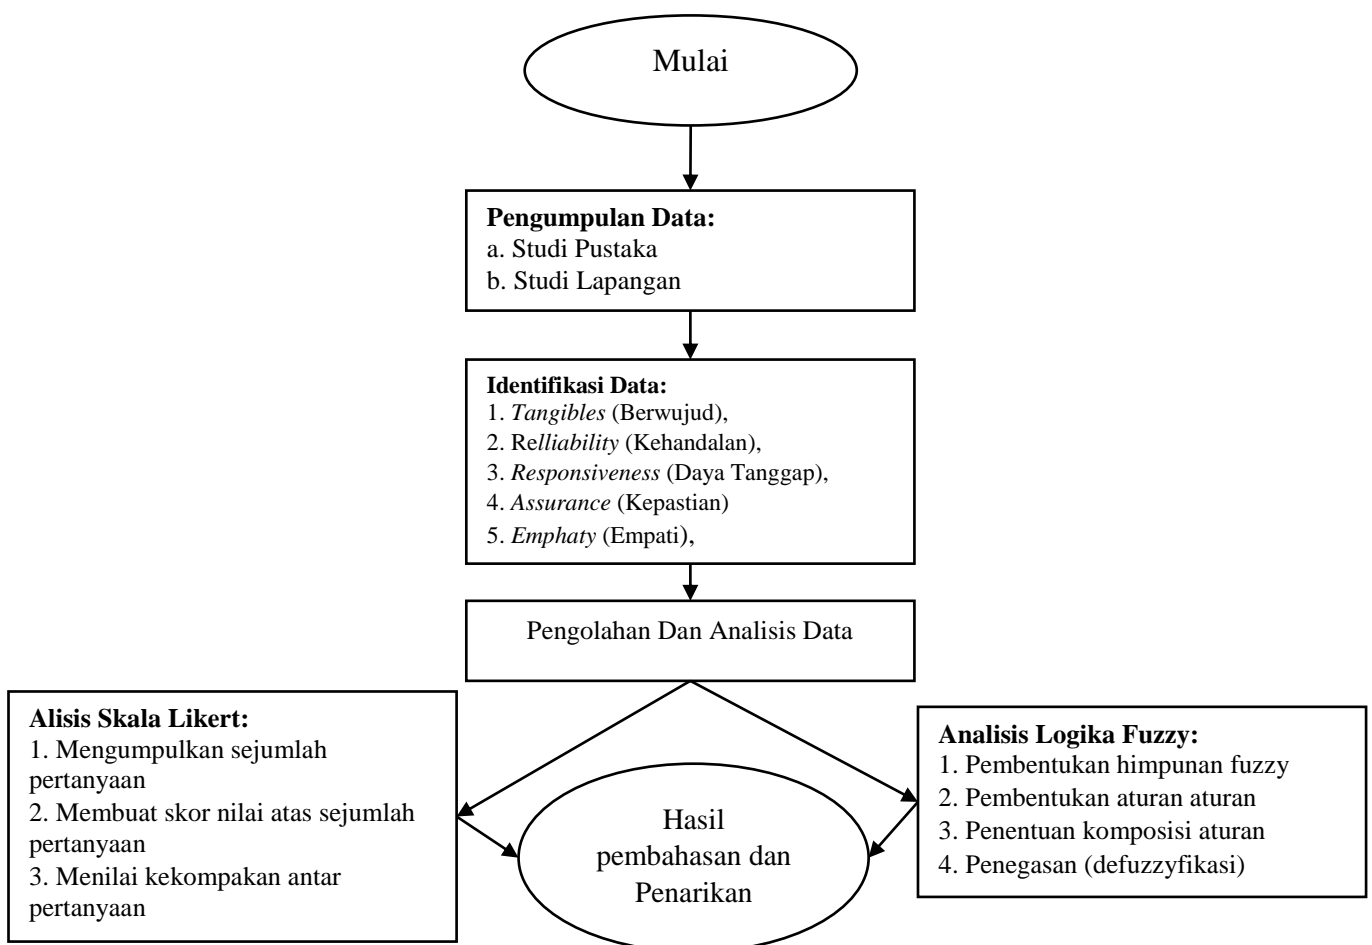 Mulai
Pengumpulan Data:
a. Studi Pustaka
b. Studi Lapangan
Identifikasi Data:
1. Tangibles (Berwujud),
2. Relliability (Kehandalan),
3. Responsiveness (Daya Tanggap),
4. Assurance (Kepastian)
5. Emphaty (Empati),
Pengolahan Dan Analisis Data
Alisis Skala Likert:
1. Mengumpulkan sejumlah
pertanyaan
2. Membuat skor nilai atas sejumlah
pertanyaan
3. Menilai kekompakan antar
pertanyaan
Hasil
pembahasan dan
Penarikan
Analisis Logika Fuzzy:
1. Pembentukan himpunan fuzzy
2. Pembentukan aturan aturan
3. Penentuan komposisi aturan
4. Penegasan (defuzzyfikasi)